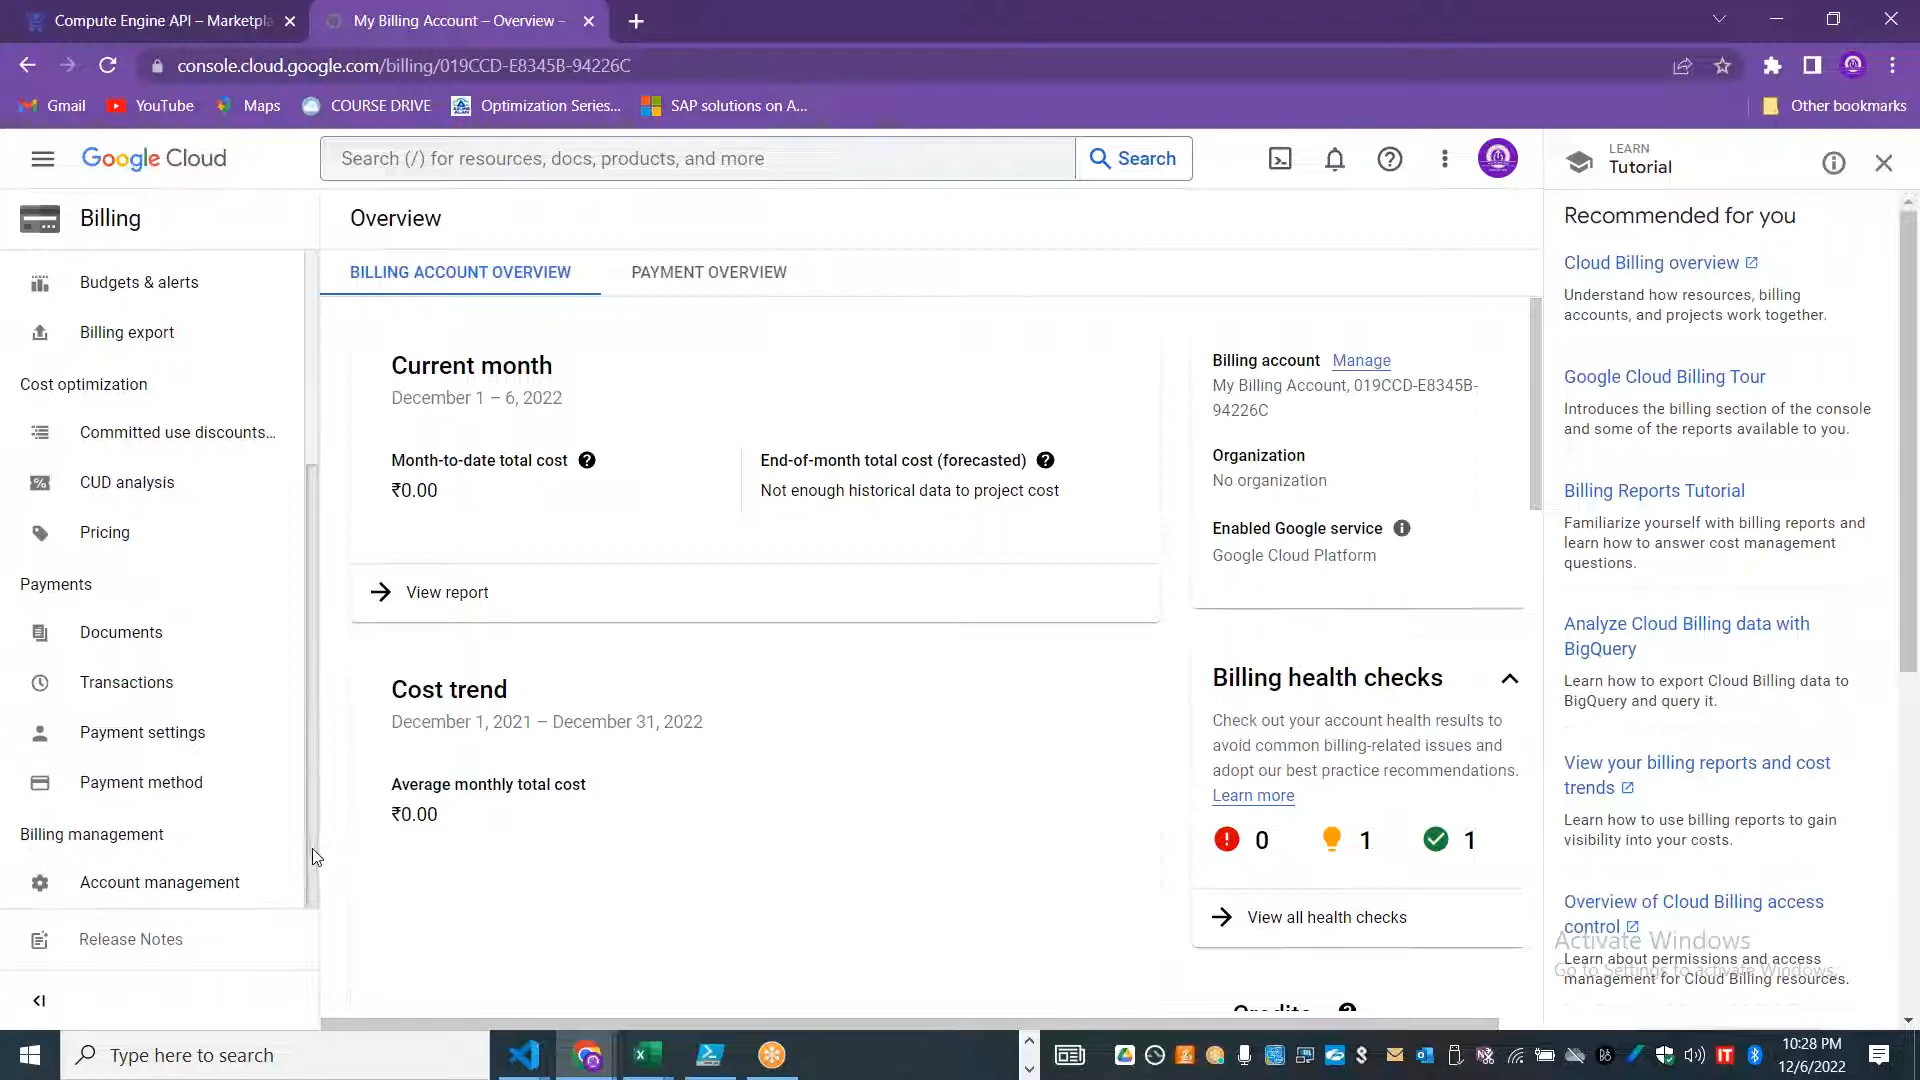 Compute Engine API – Marketpla
My Billing Account – Overview –
console.cloud.google.com/billing/019CCD-E8345B-94226C
Gmail
YouTube
Maps
COURSE DRIVE
Optimization Series...
SAP solutions on A...
Other bookmarks
Google Cloud
Search (/) for resources, docs, products, and more
Search
LEARN
Tutorial
Billing
Budgets & alerts
Billing export
Cost optimization
Committed use discounts...
CUD analysis
Pricing
Payments
Documents
Transactions
Payment settings
Payment method
Billing management
Account management
Release Notes
Overview
BILLING ACCOUNT OVERVIEW
PAYMENT OVERVIEW
Current month
December 1 – 6, 2022
Month-to-date total cost
₹0.00
End-of-month total cost (forecasted)
Not enough historical data to project cost
View report
Cost trend
December 1, 2021 – December 31, 2022
Average monthly total cost
₹0.00
Billing account Manage
My Billing Account, 019CCD-E8345B-
94226C
Organization
No organization
Enabled Google service
Google Cloud Platform
Billing health checks
Check out your account health results to
avoid common billing-related issues and
adopt our best practice recommendations.
Learn more
0 1 1
View all health checks
Credits
Recommended for you
Cloud Billing overview
Understand how resources, billing
accounts, and projects work together.
Google Cloud Billing Tour
Introduces the billing section of the console
and some of the reports available to you.
Billing Reports Tutorial
Familiarize yourself with billing reports and
learn how to answer cost management
questions.
Analyze Cloud Billing data with
BigQuery
Learn how to export Cloud Billing data to
BigQuery and query it.
View your billing reports and cost
trends
Learn how to use billing reports to gain
visibility into your costs.
Overview of Cloud Billing access
control
Activate Windows
Learn about permissions and access
Go to Settings to activate Windows.
management for Cloud Billing resources.
Type here to search
10:28 PM
12/6/2022